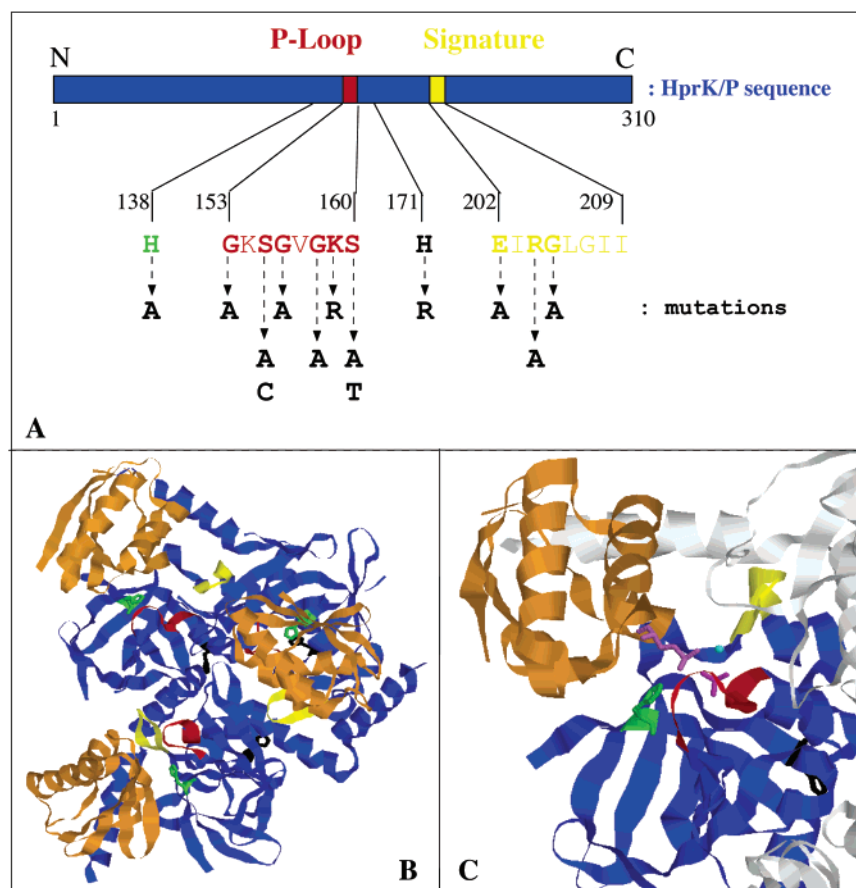 P-Loop Signature
N C
: HprK/P sequence
1 310
138 153 160 171 202 209
H GKSGVGKS H EIRGLGII
A A A R R A A : mutations
A A A A
C T
A
B C